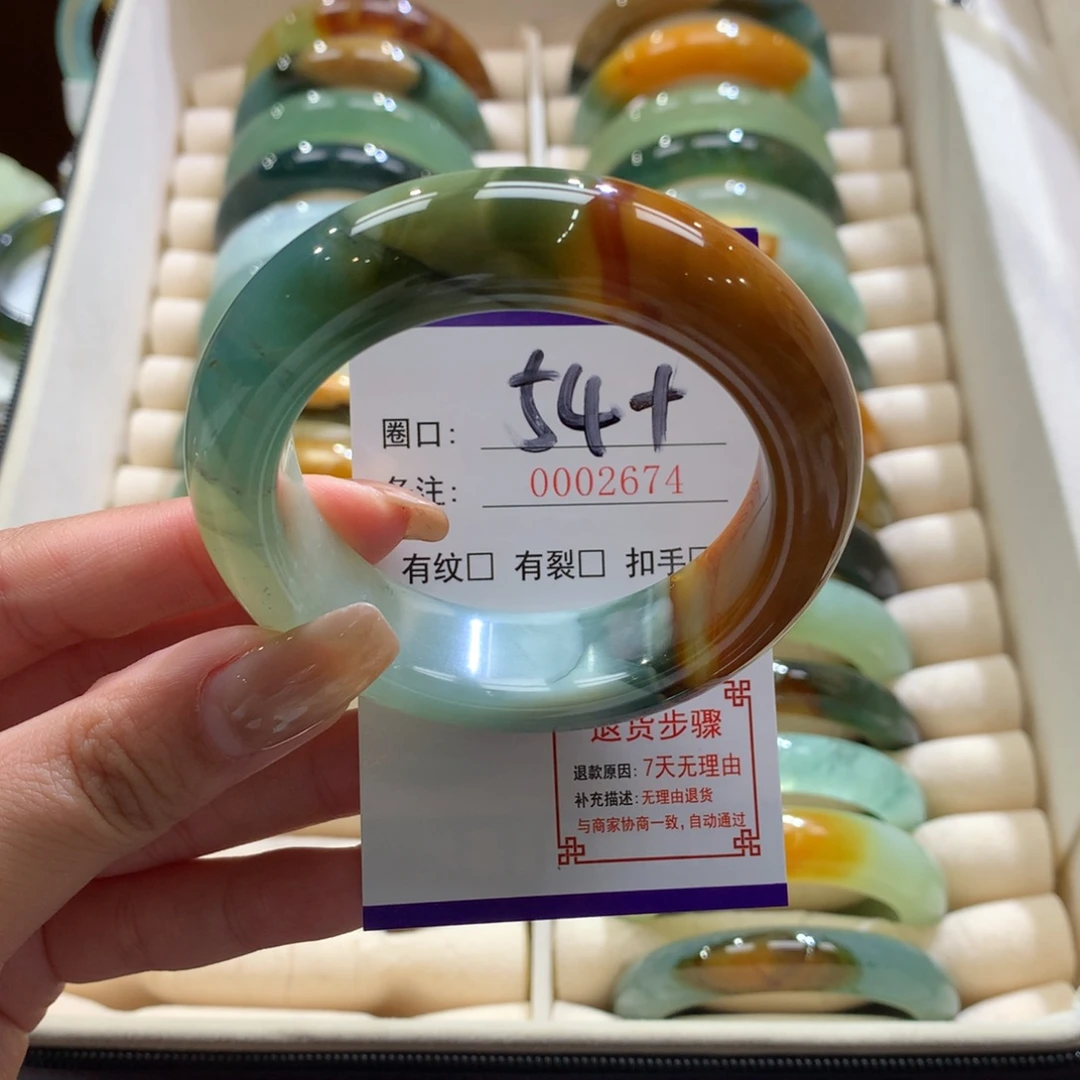 圈口: 54+
备注: 0002674
有纹□ 有裂□ 扣手□
退货步骤
退款原因: 7天无理由
补充描述: 无理由退货
与商家协商一致, 自动通过